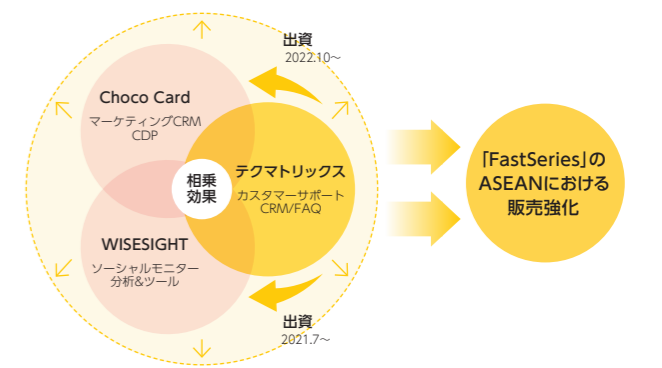 出資
2022.10～
Choco Card
マーケティングCRM
CDP
相乗
効果
テクマトリックス
カスタマーサポート
CRM/FAQ
WISESIGHT
ソーシャルモニター
分析&ツール
出資
2021.7～
「FastSeries」の
ASEANにおける
販売強化